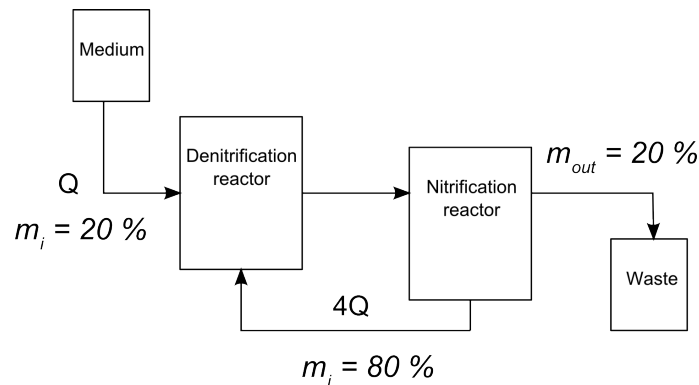 Medium
Denitrification
reactor
Nitrification
reactor
m_out = 20 %
Q
m_i = 20 %
Waste
4Q
m_i = 80 %